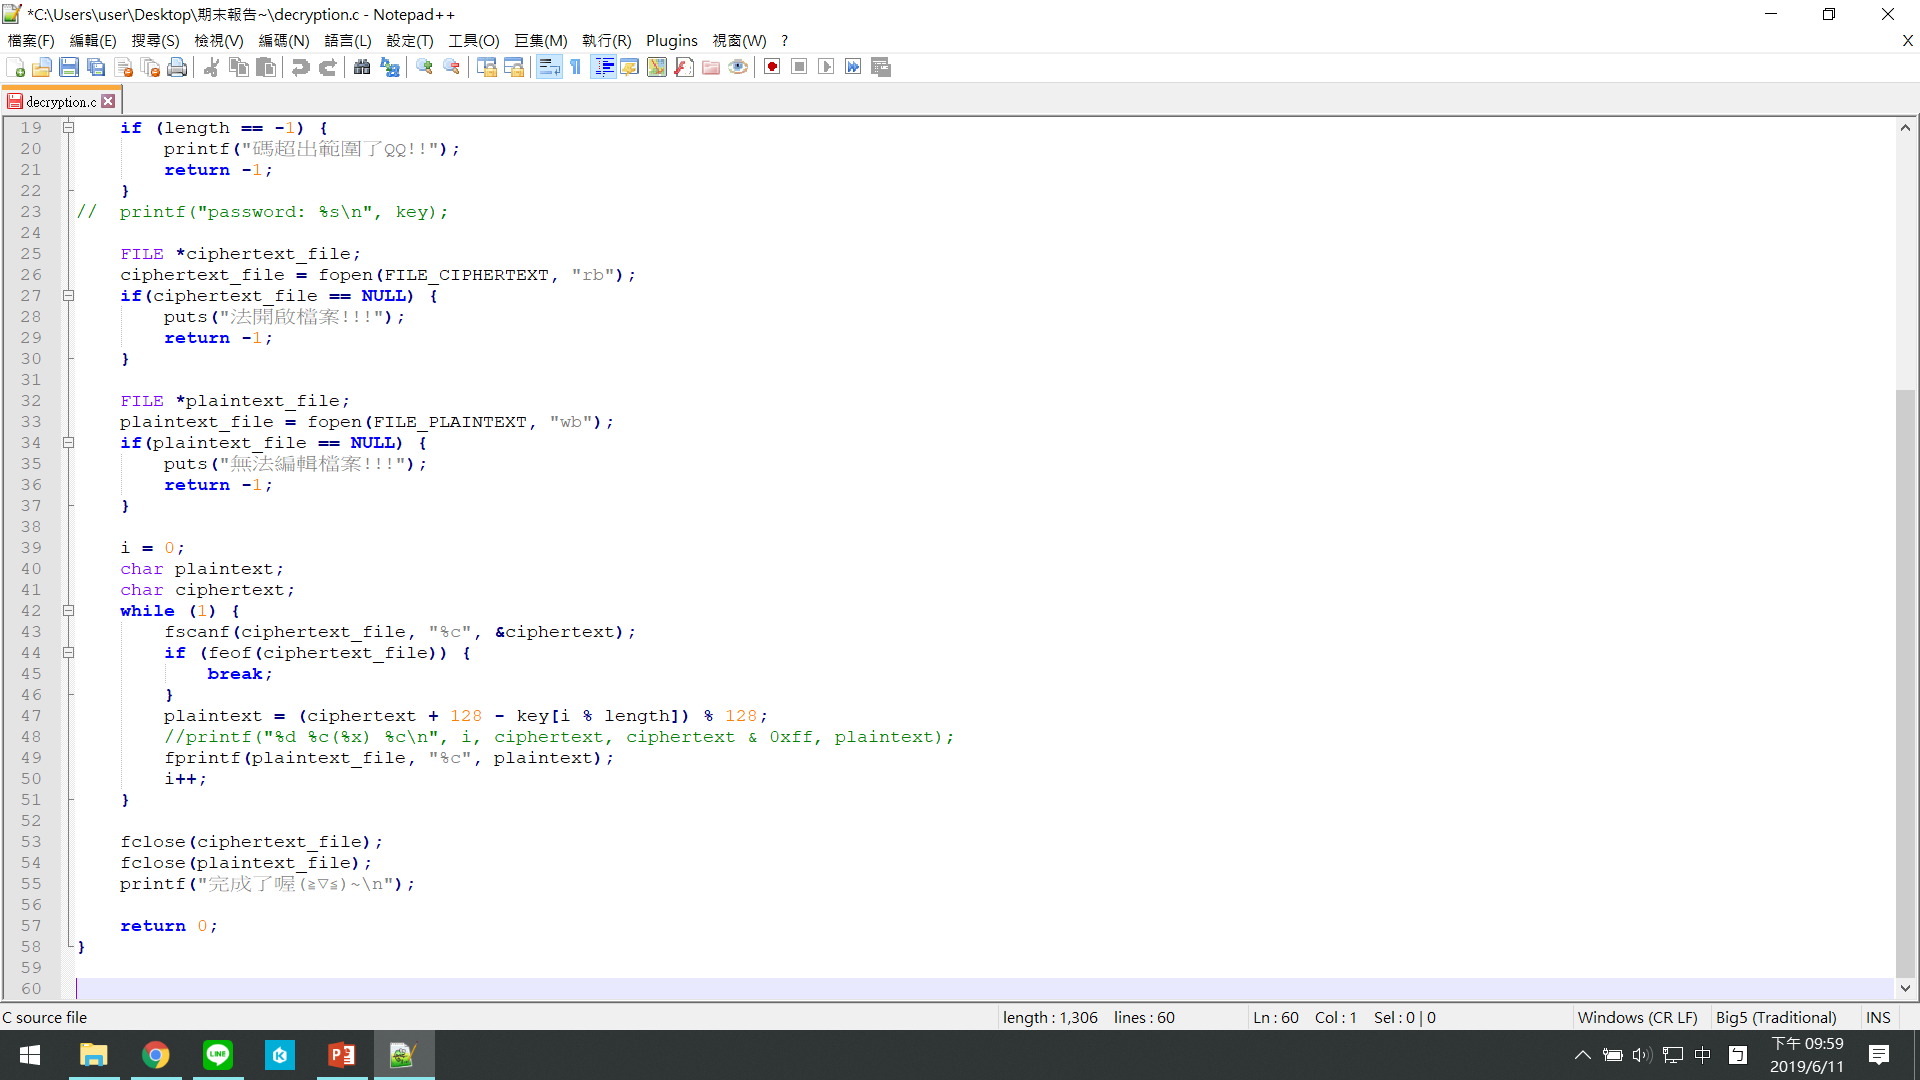 *C:\Users\user\Desktop\期末報告~\decryption.c - Notepad++
檔案(F) 編輯(E) 搜尋(S) 檢視(V) 編碼(N) 語言(L) 設定(T) 工具(O) 巨集(M) 執行(R) Plugins 視窗(W) ? X
decryption.c
19 if (length == -1) {
20 printf("碼超出範圍了QQ!!");
21 return -1;
22 }
23 // printf("password: %s\n", key);
24
25 FILE *ciphertext_file;
26 ciphertext_file = fopen(FILE_CIPHERTEXT, "rb");
27 if(ciphertext_file == NULL) {
28 puts("法開啟檔案!!!");
29 return -1;
30 }
31
32 FILE *plaintext_file;
33 plaintext_file = fopen(FILE_PLAINTEXT, "wb");
34 if(plaintext_file == NULL) {
35 puts("無法編輯檔案!!!");
36 return -1;
37 }
38
39 i = 0;
40 char plaintext;
41 char ciphertext;
42 while (1) {
43 fscanf(ciphertext_file, "%c", &ciphertext);
44 if (feof(ciphertext_file)) {
45 break;
46 }
47 plaintext = (ciphertext + 128 - key[i % length]) % 128;
48 //printf("%d %c(%x) %c\n", i, ciphertext, ciphertext & 0xff, plaintext);
49 fprintf(plaintext_file, "%c", plaintext);
50 i++;
51 }
52
53 fclose(ciphertext_file);
54 fclose(plaintext_file);
55 printf("完成了喔(≧▽≦)~\n");
56
57 return 0;
58 }
59
60
C source file length : 1,306 lines : 60 Ln : 60 Col : 1 Sel : 0 | 0 Windows (CR LF) Big5 (Traditional) INS
LINE
中
下午 09:59
2019/6/11